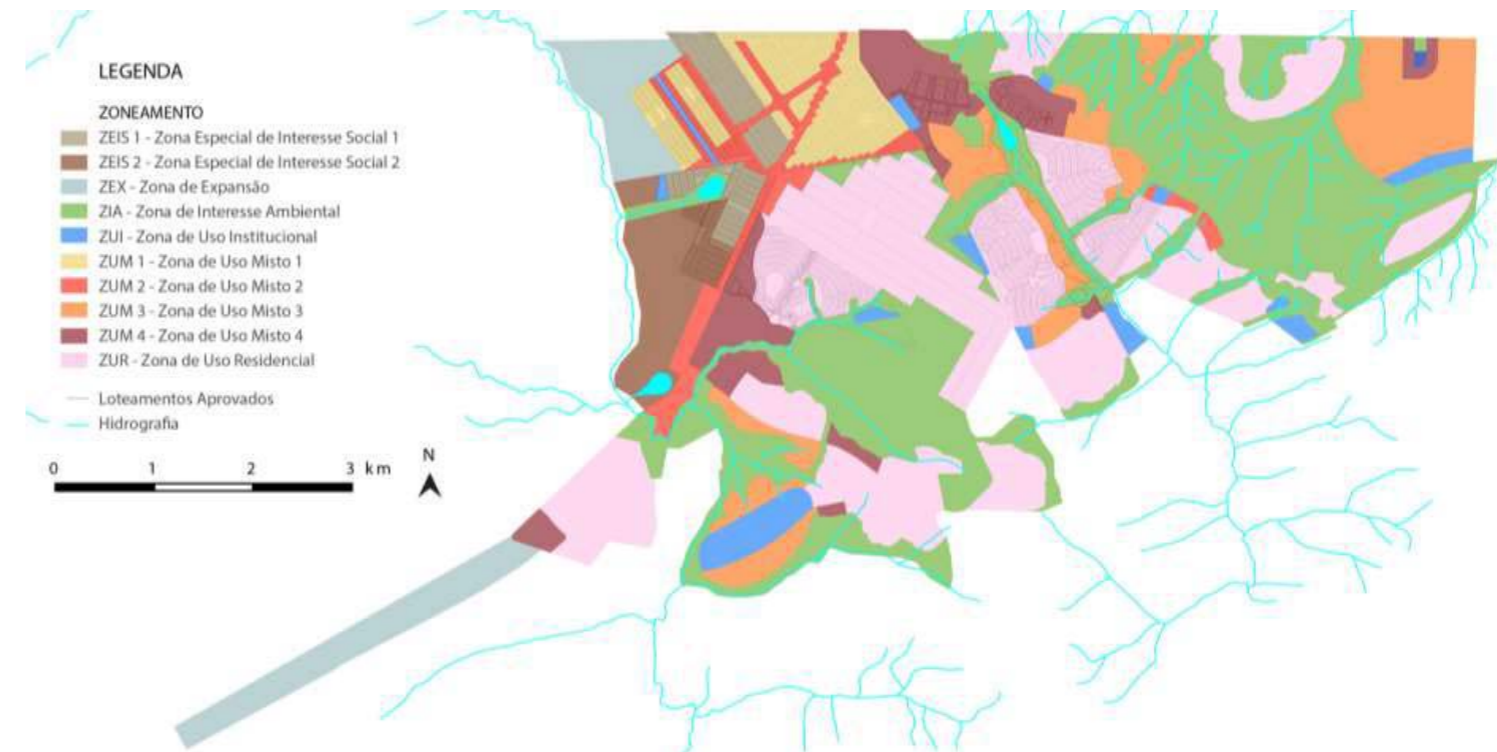 LEGENDA
ZONEAMENTO
ZEIS 1 - Zona Especial de Interesse Social 1
ZEIS 2 - Zona Especial de Interesse Social 2
ZEX - Zona de Expansão
ZIA - Zona de Interesse Ambiental
ZUI - Zona de Uso Institucional
ZUM 1 - Zona de Uso Misto 1
ZUM 2 - Zona de Uso Misto 2
ZUM 3 - Zona de Uso Misto 3
ZUM 4 - Zona de Uso Misto 4
ZUR - Zona de Uso Residencial
Loteamentos Aprovados
Hidrografia
0 1 2 3 km
N